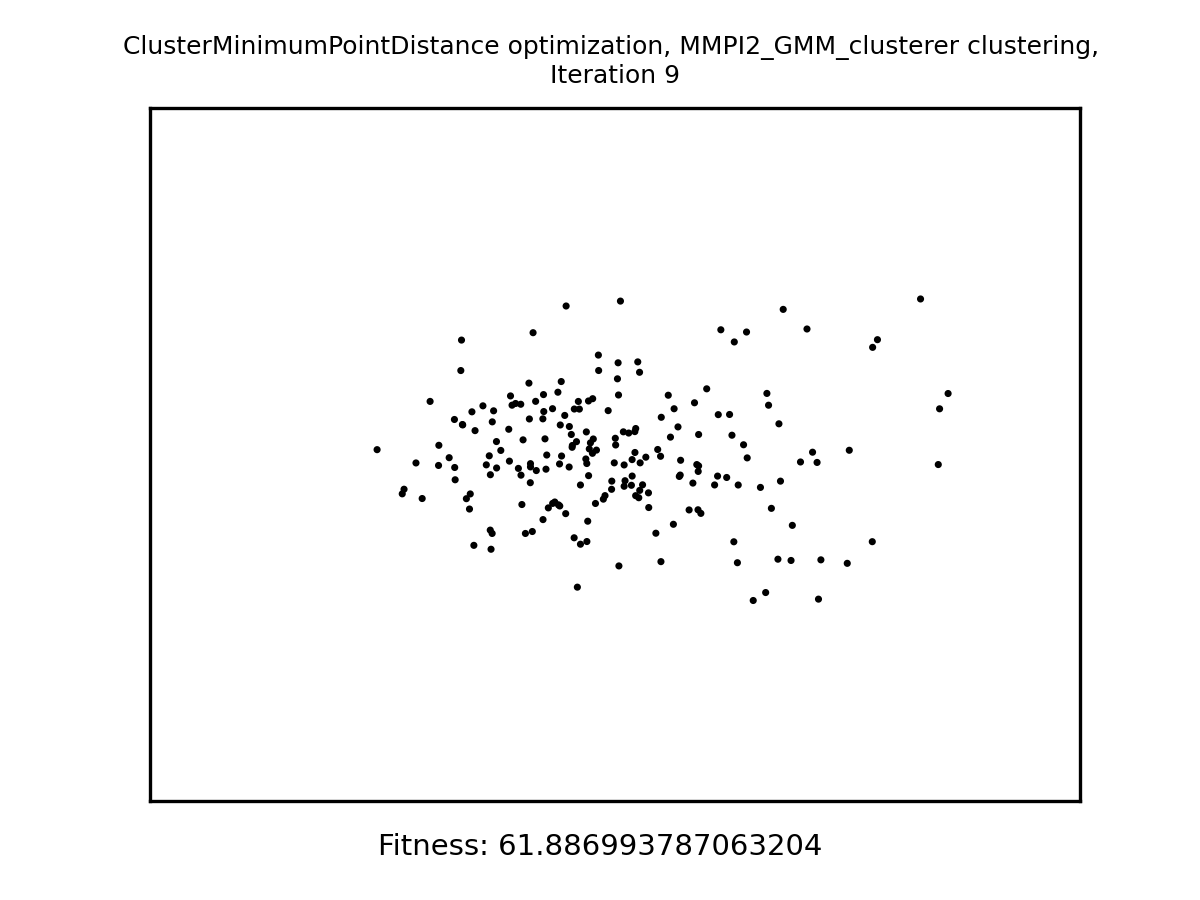 ClusterMinimumPointDistance optimization, MMPI2_GMM_clusterer clustering,
Iteration 9
Fitness: 61.886993787063204